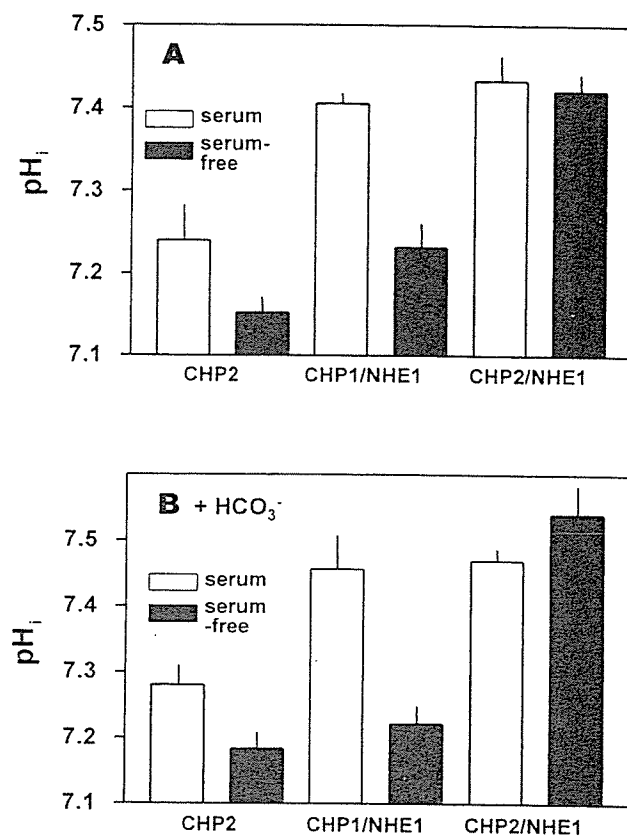 7.5
A
serum
serum-
free
7.4
7.3
7.2
7.1
pHi
CHP2 CHP1/NHE1 CHP2/NHE1
B + HCO3-
7.5
serum
serum
-free
7.4
7.3
7.2
7.1
pHi
CHP2 CHP1/NHE1 CHP2/NHE1